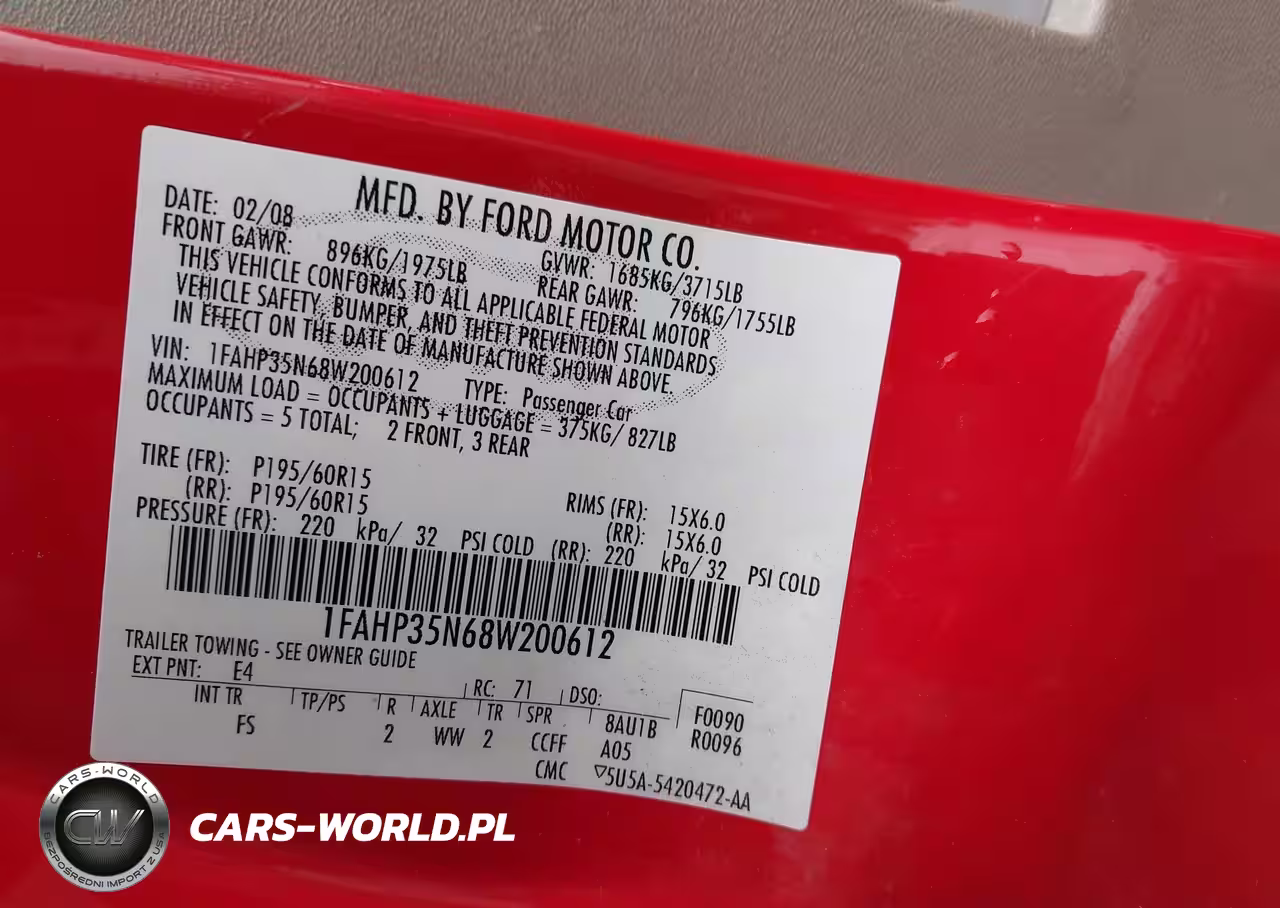 MFD. BY FORD MOTOR CO.
DATE: 02/08 GVWR: 1685KG/3715LB
FRONT GAWR: 896KG/1975LB REAR GAWR: 796KG/1755LB
THIS VEHICLE CONFORMS TO ALL APPLICABLE FEDERAL MOTOR
VEHICLE SAFETY, BUMPER, AND THEFT PREVENTION STANDARDS
IN EFFECT ON THE DATE OF MANUFACTURE SHOWN ABOVE.
VIN: 1FAHP35N68W200612 TYPE: Passenger Car
MAXIMUM LOAD = OCCUPANTS + LUGGAGE = 375KG/ 827LB
OCCUPANTS = 5 TOTAL; 2 FRONT, 3 REAR
TIRE (FR): P195/60R15 RIMS (FR): 15X6.0
(RR): P195/60R15 (RR): 15X6.0
PRESSURE (FR): 220 kPa/ 32 PSI COLD (RR): 220 kPa/ 32 PSI COLD
1FAHP35N68W200612
TRAILER TOWING - SEE OWNER GUIDE
EXT PNT: E4 RC: 71 DSO: F0090
INT TR TP/PS R AXLE TR SPR 8AU1B R0096
FS 2 WW 2 CCFF A05
CMC ▽5U5A-5420472-AA
CARS-WORLD
CW
BEZPOŚREDNI IMPORT Z USA
CARS-WORLD.PL